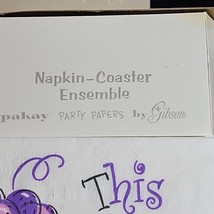 Napkin-Coaster
Ensemble
pakay PARTY PAPERS by Gibson
This